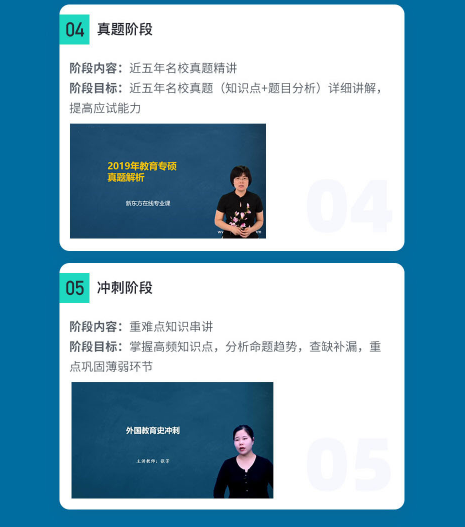 04 真题阶段
阶段内容：近五年名校真题精讲
阶段目标：近五年名校真题（知识点+题目分析）详细讲解，
提高应试能力
2019年教育专硕
真题解析
新东方在线专业课
04
05 冲刺阶段
阶段内容：重难点知识串讲
阶段目标：掌握高频知识点，分析命题趋势，查缺补漏，重
点巩固薄弱环节
外国教育史冲刺
主讲教师：
05